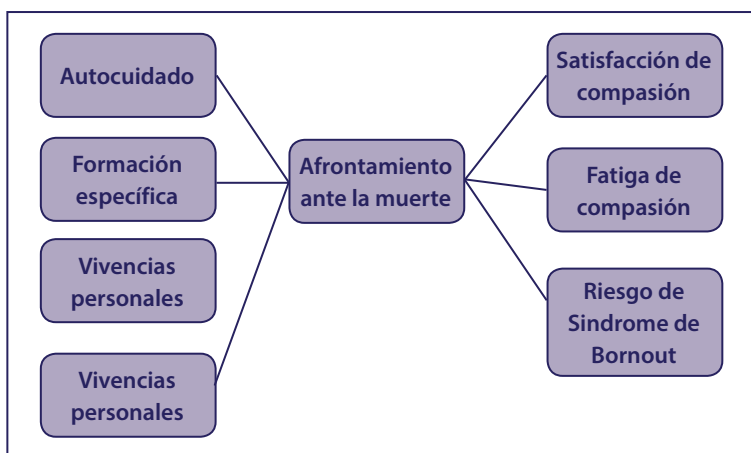 Autocuidado
Formación
específica
Vivencias
personales
Vivencias
personales
Afrontamiento
ante la muerte
Satisfacción de
compasión
Fatiga de
compasión
Riesgo de
Sindrome de
Bornout